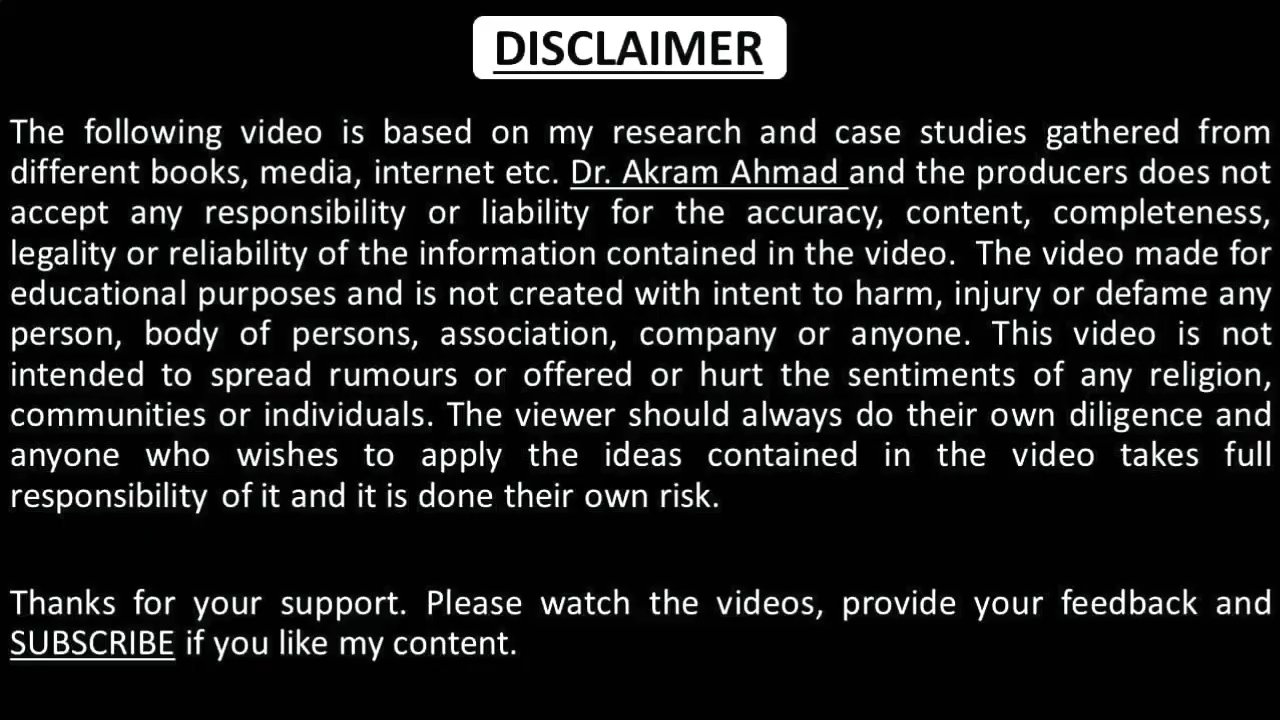 DISCLAIMER
The following video is based on my research and case studies gathered from
different books, media, internet etc. Dr. Akram Ahmad and the producers does not
accept any responsibility or liability for the accuracy, content, completeness,
legality or reliability of the information contained in the video. The video made for
educational purposes and is not created with intent to harm, injury or defame any
person, body of persons, association, company or anyone. This video is not
intended to spread rumours or offered or hurt the sentiments of any religion,
communities or individuals. The viewer should always do their own diligence and
anyone who wishes to apply the ideas contained in the video takes full
responsibility of it and it is done their own risk.
Thanks for your support. Please watch the videos, provide your feedback and
SUBSCRIBE if you like my content.